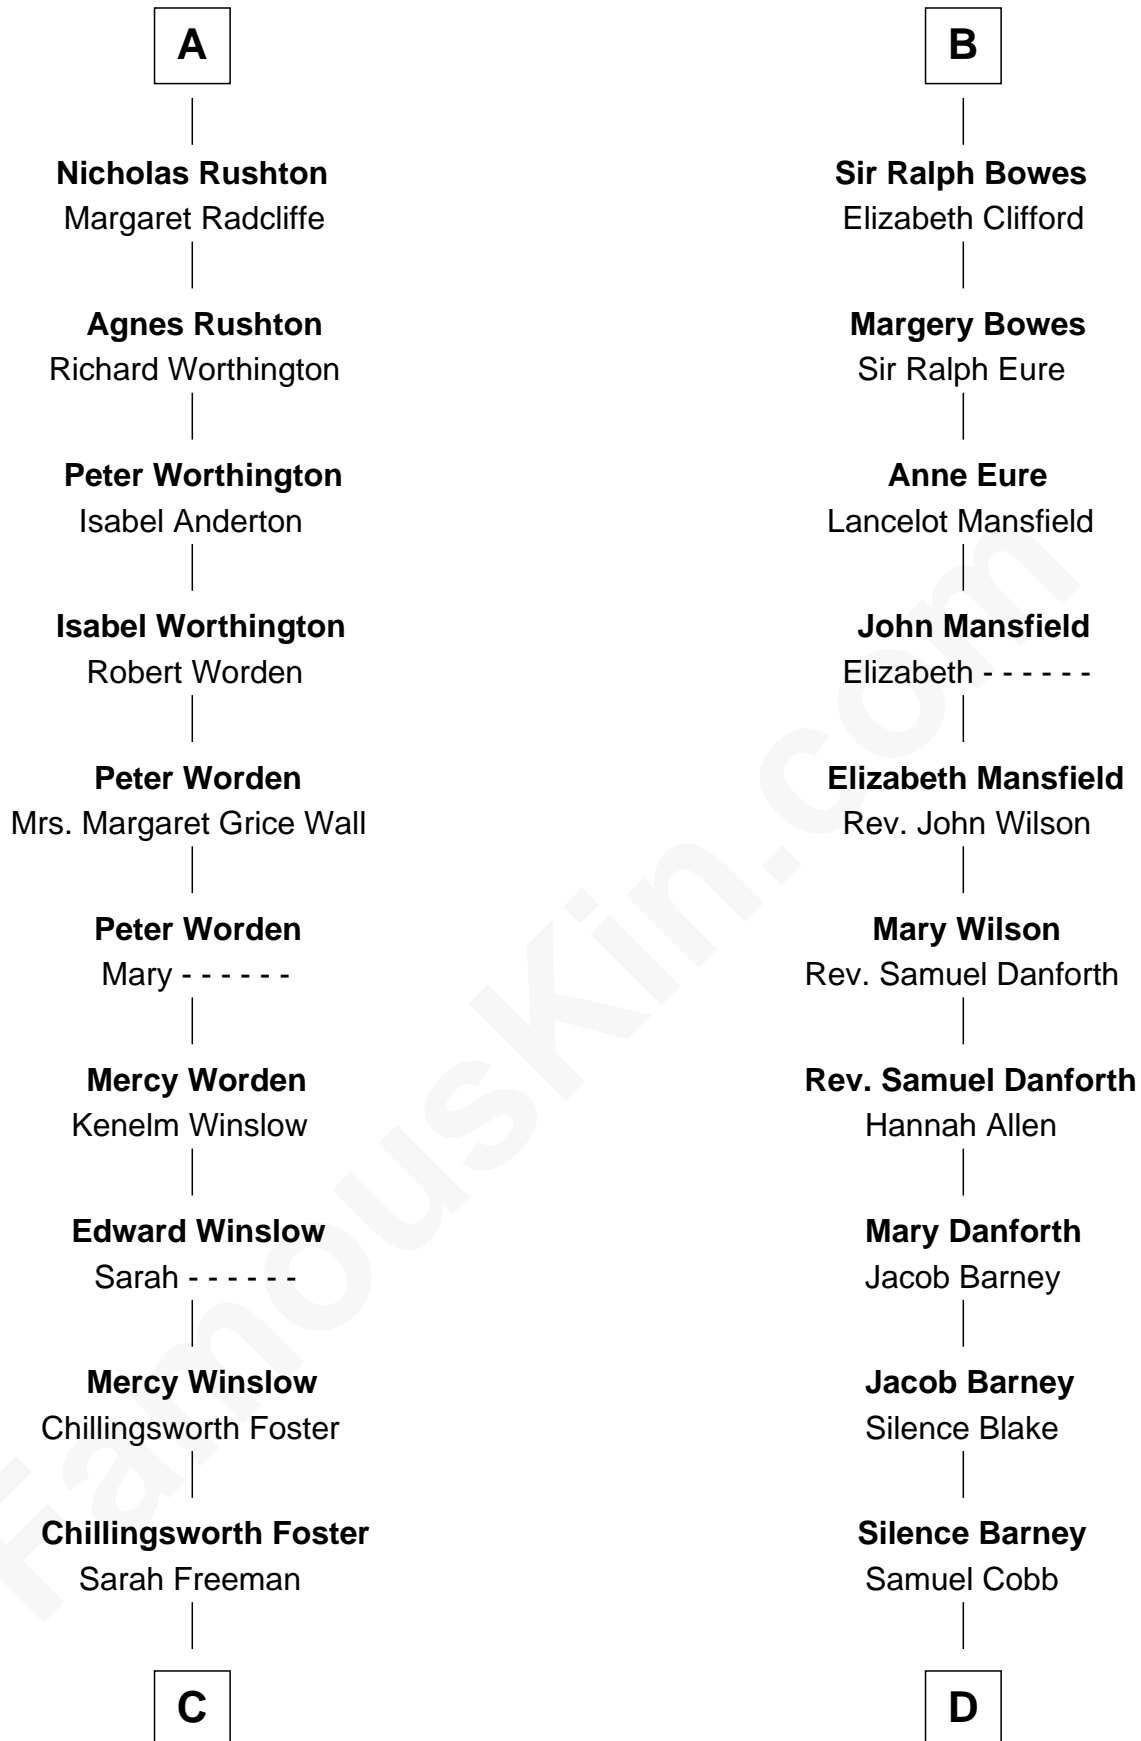 A
Nicholas Rushton
Margaret Radcliffe
Agnes Rushton
Richard Worthington
Peter Worthington
Isabel Anderton
Isabel Worthington
Robert Worden
Peter Worden
Mrs. Margaret Grice Wall
Peter Worden
Mary - - - - - -
Mercy Worden
Kenelm Winslow
Edward Winslow
Sarah - - - - - -
Mercy Winslow
Chillingsworth Foster
Chillingsworth Foster
Sarah Freeman
C
B
Sir Ralph Bowes
Elizabeth Clifford
Margery Bowes
Sir Ralph Eure
Anne Eure
Lancelot Mansfield
John Mansfield
Elizabeth - - - - - -
Elizabeth Mansfield
Rev. John Wilson
Mary Wilson
Rev. Samuel Danforth
Rev. Samuel Danforth
Hannah Allen
Mary Danforth
Jacob Barney
Jacob Barney
Silence Blake
Silence Barney
Samuel Cobb
D
FamousKin.com